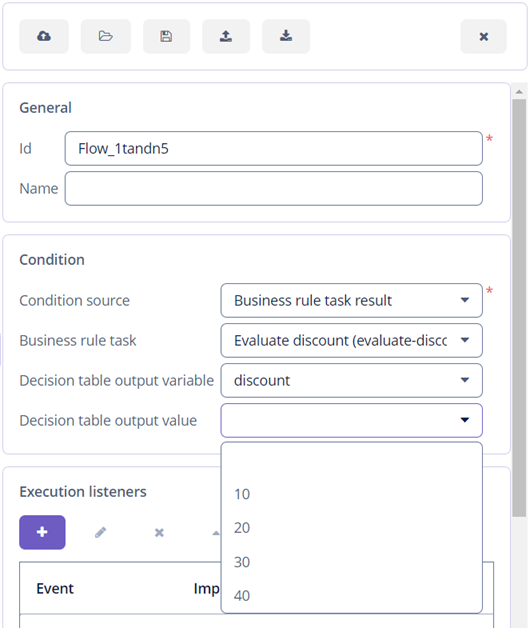 General
Id Flow_1tandn5 *
Name
Condition
Condition source Business rule task result *
Business rule task Evaluate discount (evaluate-disco
Decision table output variable discount
Decision table output value
10
20
30
40
Execution listeners
Event Imp